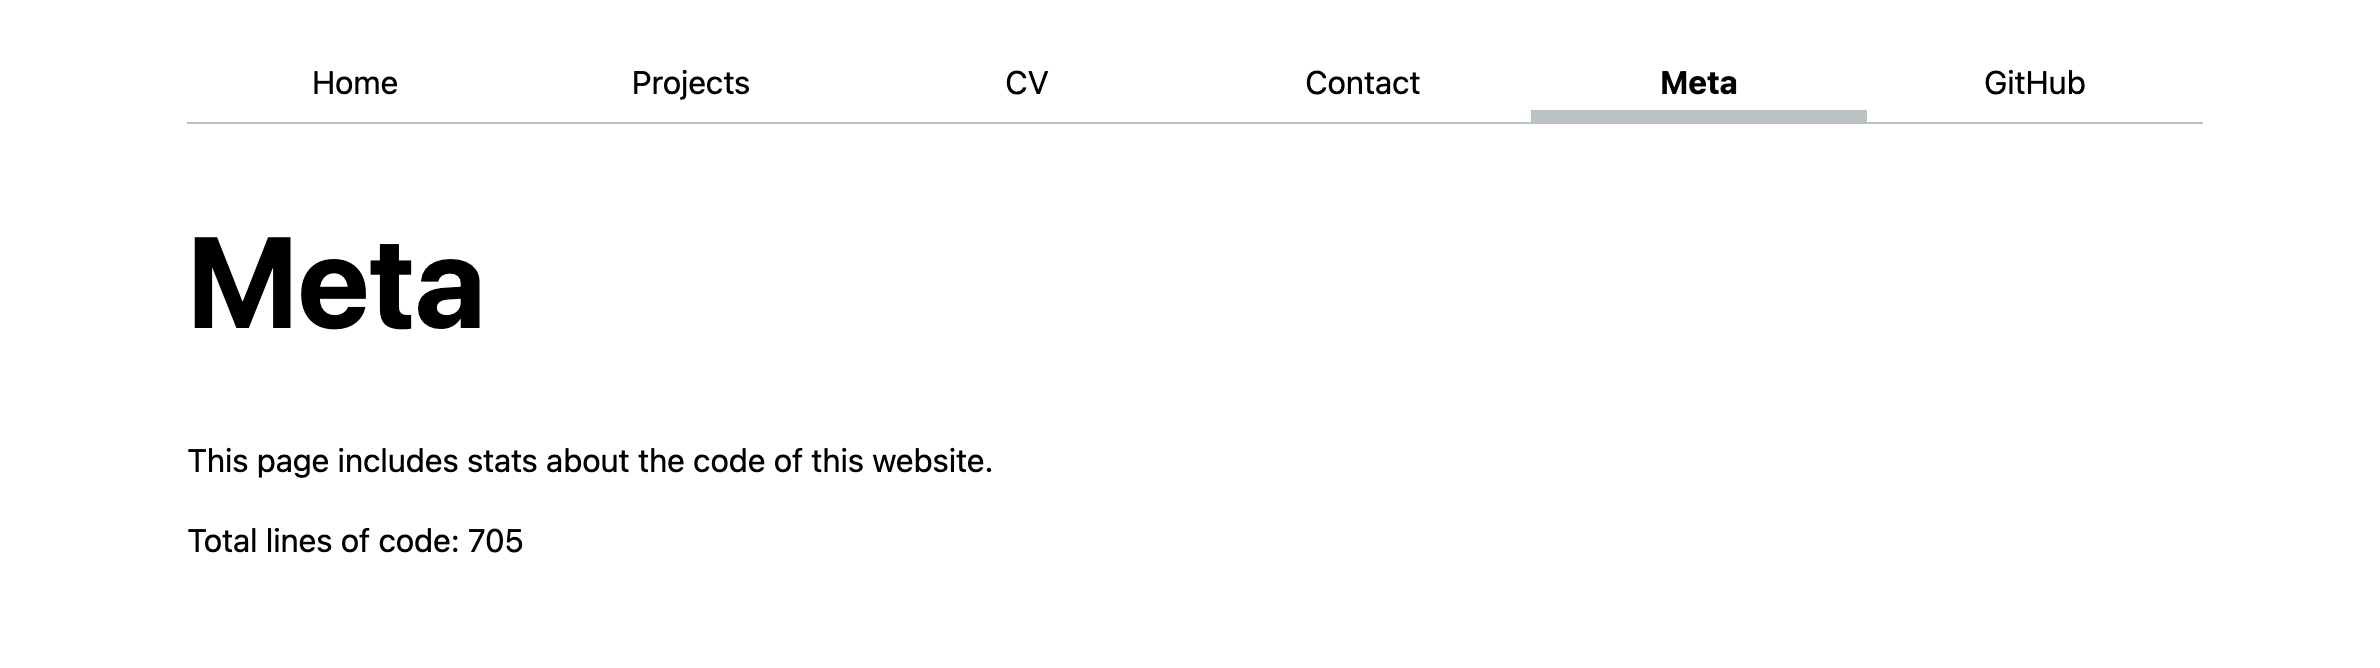 Home Projects CV Contact Meta GitHub
Meta
This page includes stats about the code of this website.
Total lines of code: 705